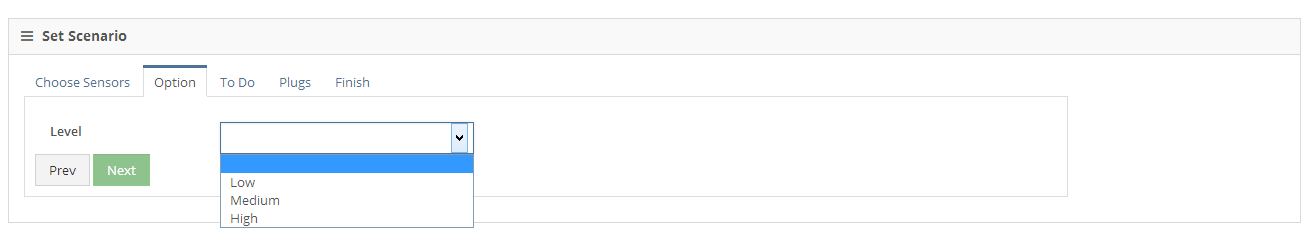 Set Scenario
Choose Sensors Option To Do Plugs Finish
Level
Prev Next
Low
Medium
High